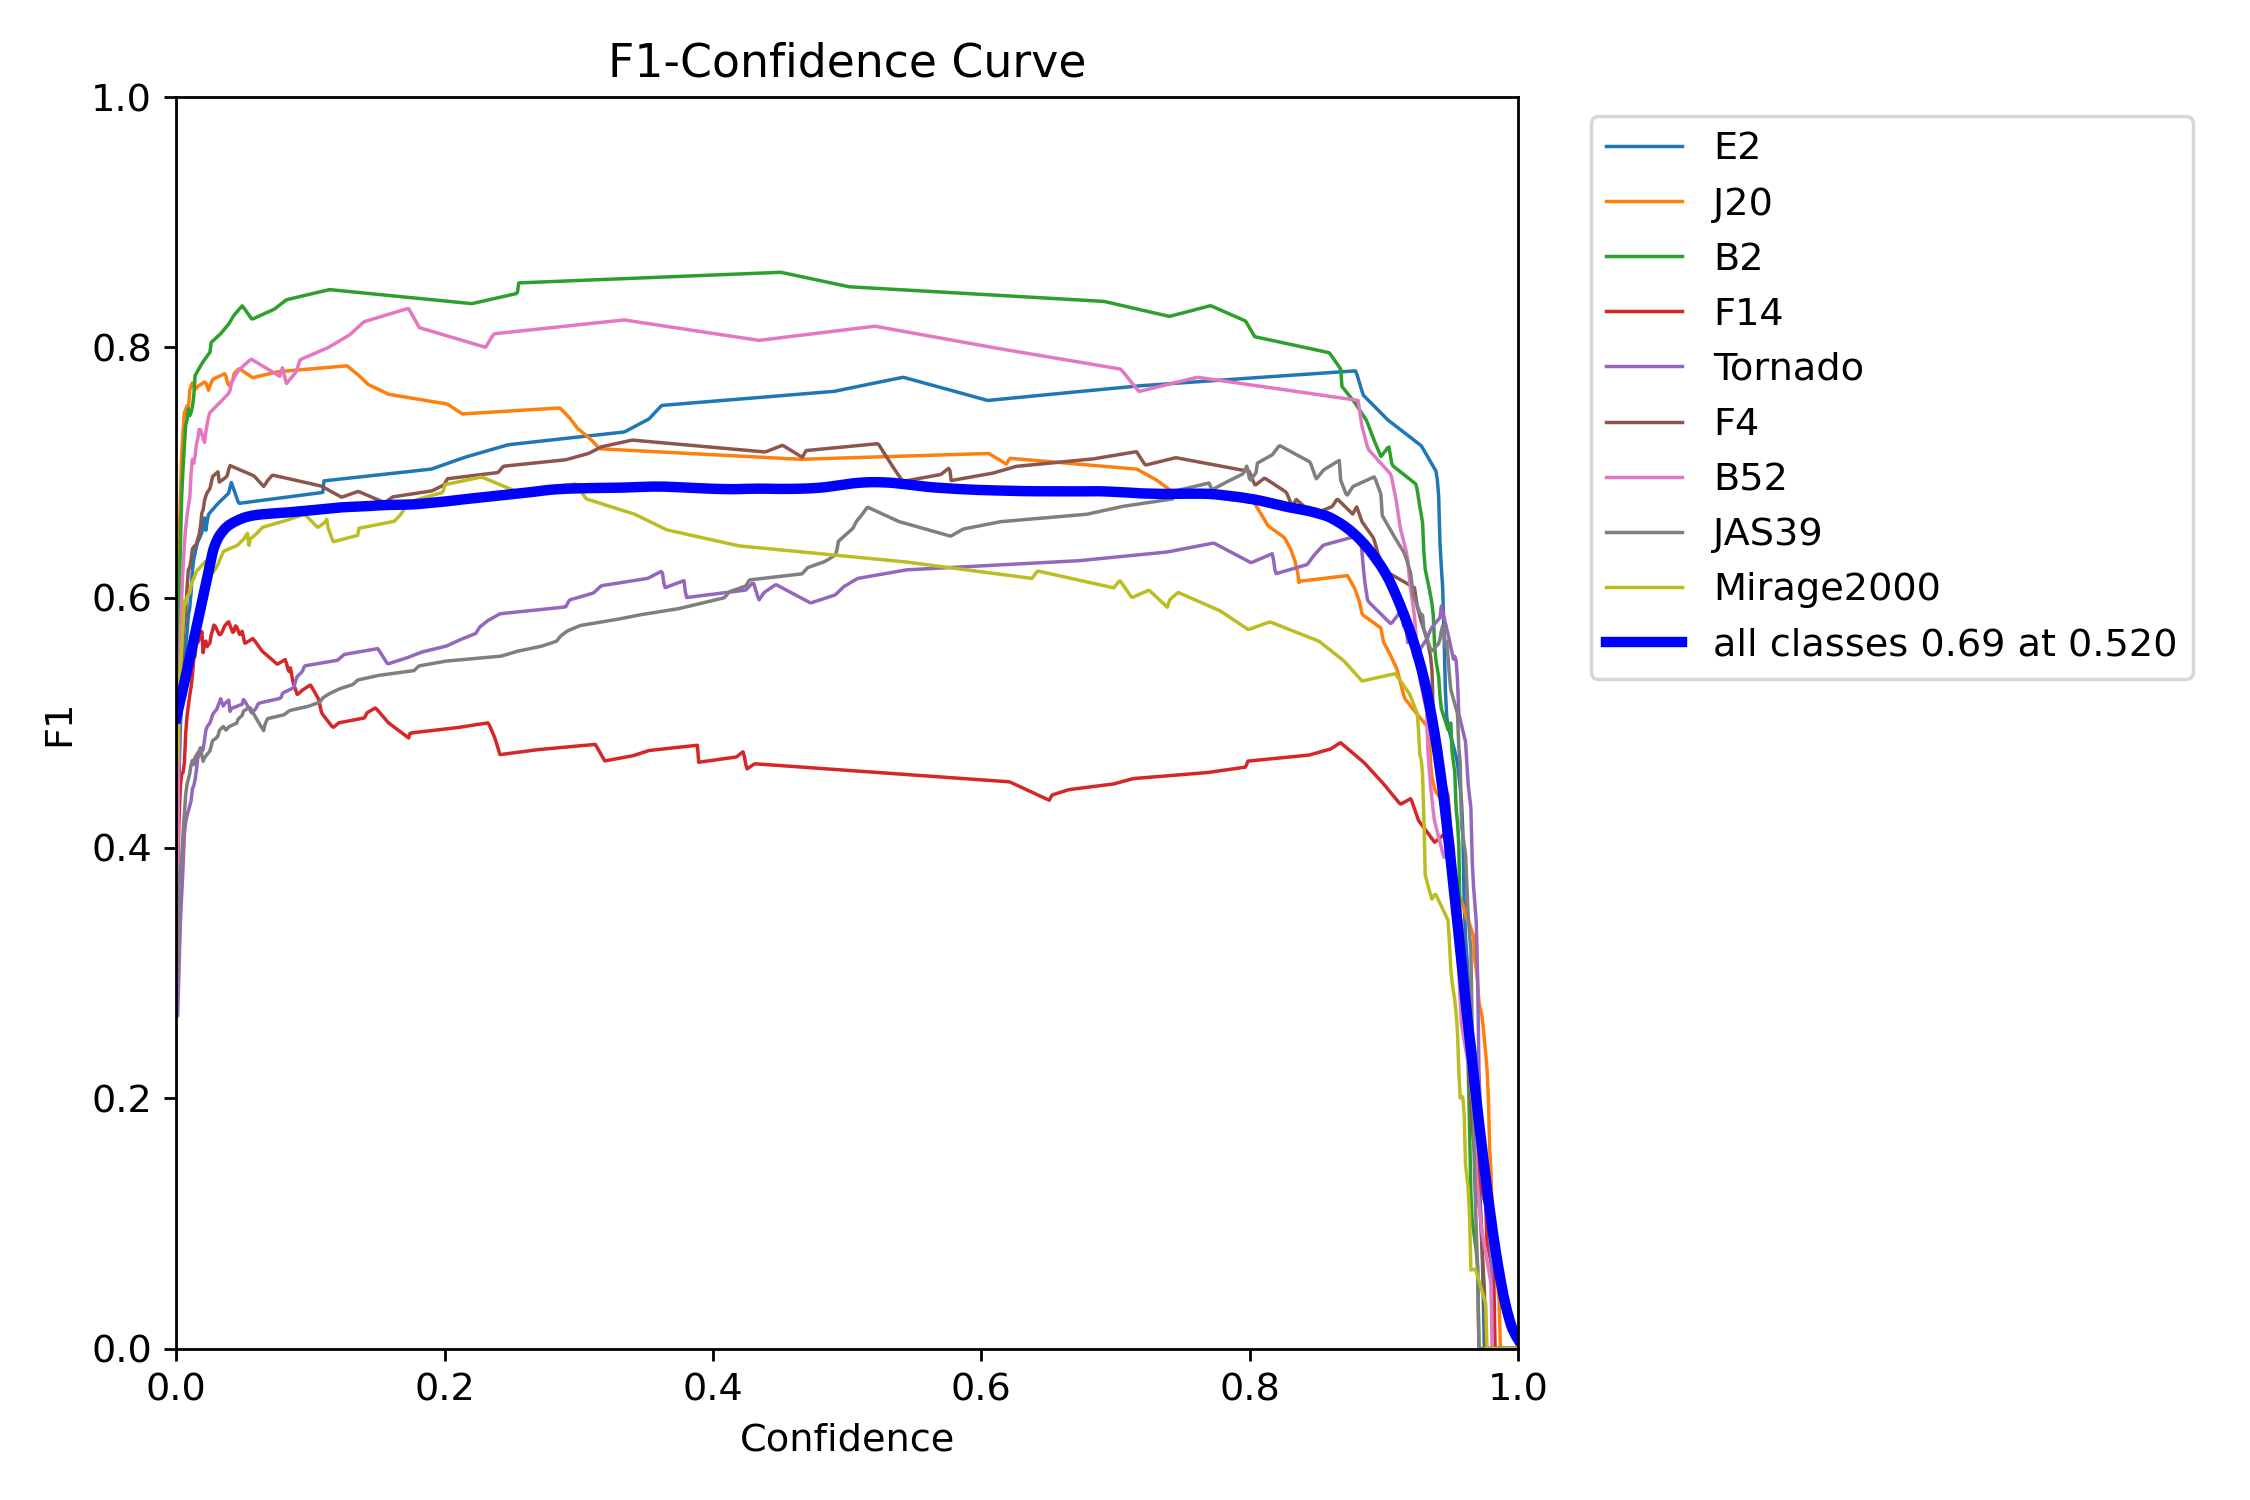 F1-Confidence Curve
1.0
0.8
0.6
0.4
0.2
0.0
F1
0.0 0.2 0.4 0.6 0.8 1.0
Confidence
E2
J20
B2
F14
Tornado
F4
B52
JAS39
Mirage2000
all classes 0.69 at 0.520